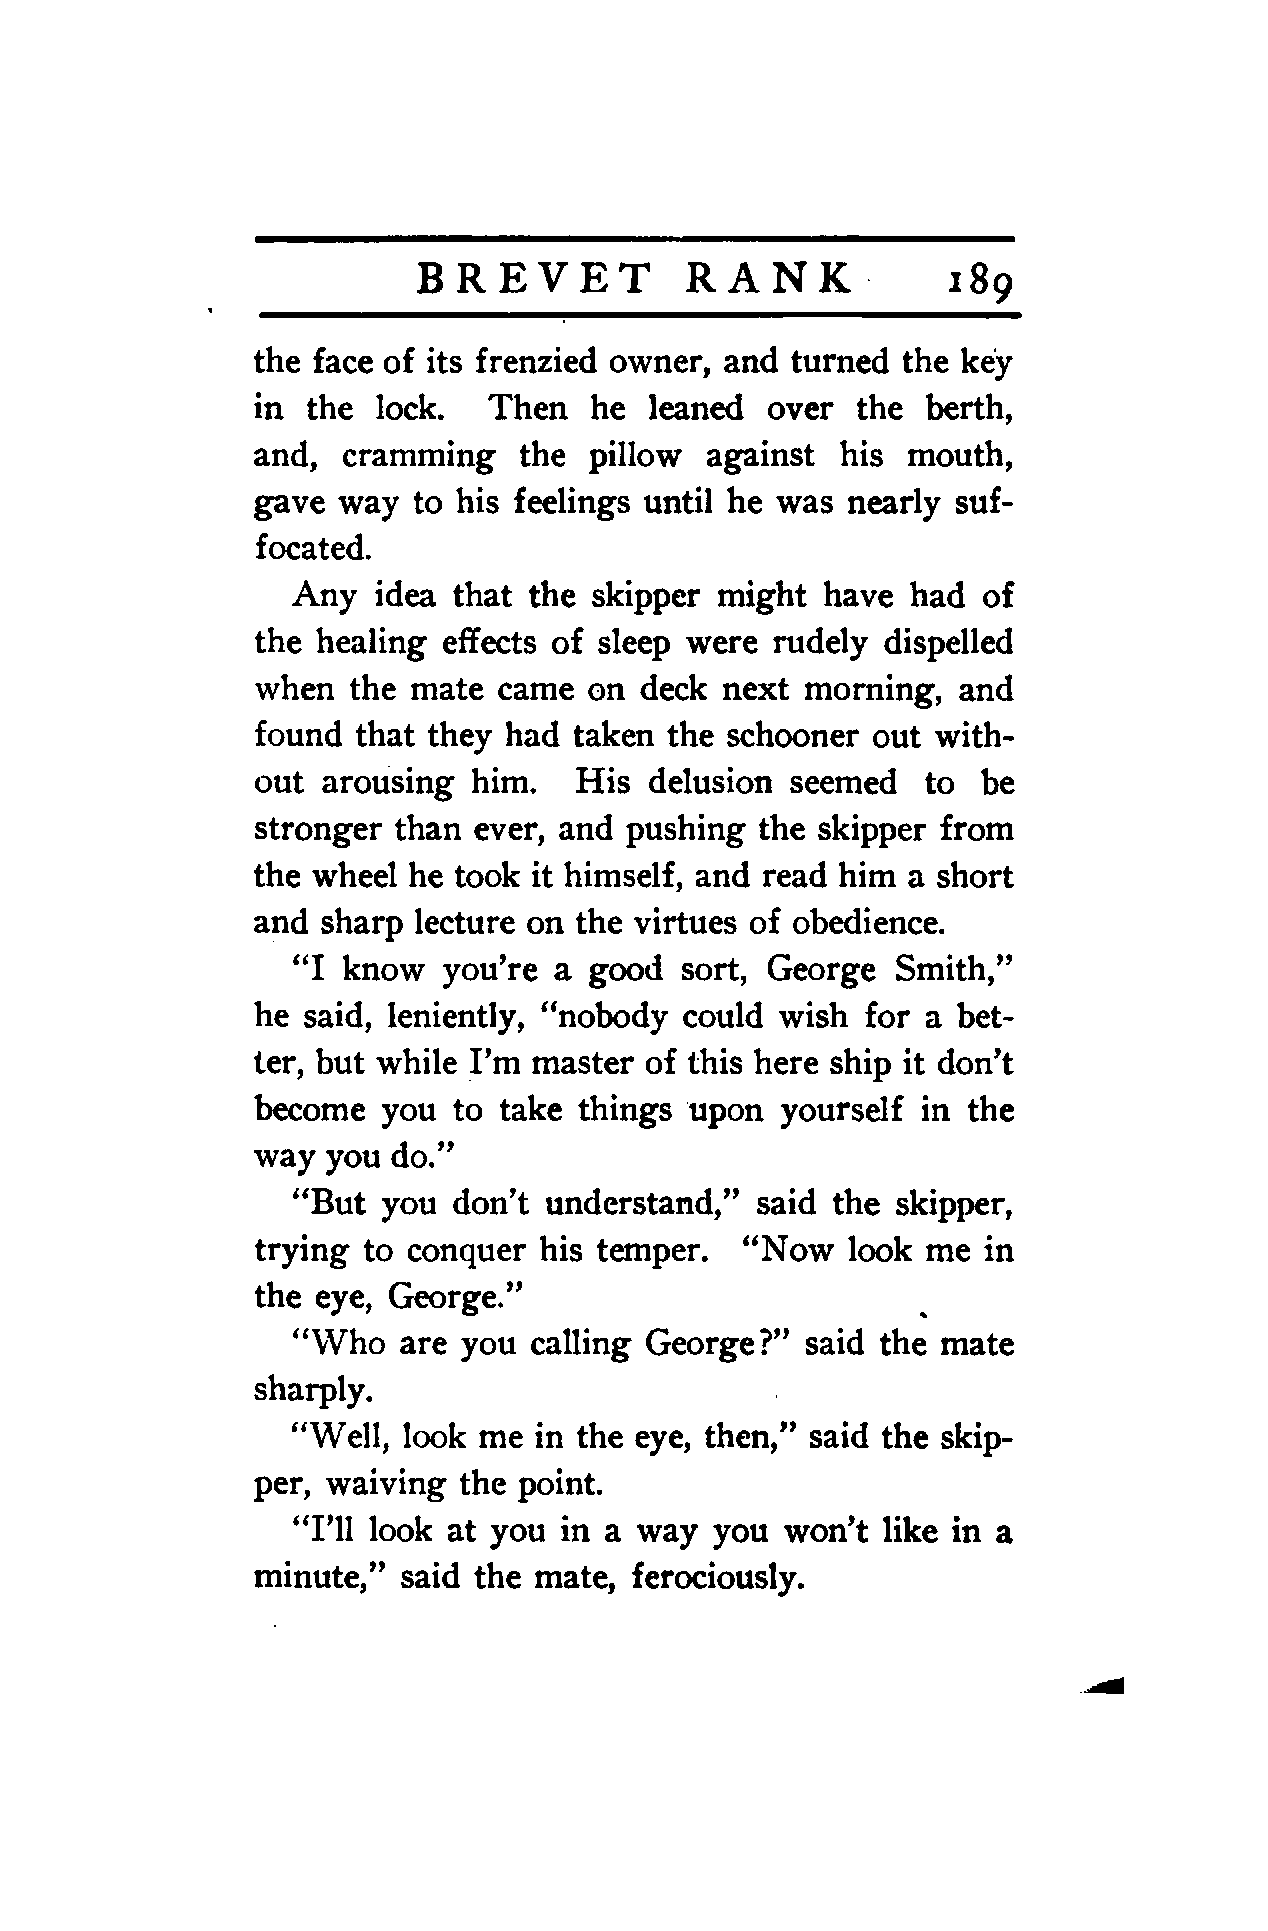 BREVET RANK 189
the face of its frenzied owner, and turned the key
in the lock. Then he leaned over the berth,
and, cramming the pillow against his mouth,
gave way to his feelings until he was nearly suf-
focated.
Any idea that the skipper might have had of
the healing effects of sleep were rudely dispelled
when the mate came on deck next morning, and
found that they had taken the schooner out with-
out arousing him. His delusion seemed to be
stronger than ever, and pushing the skipper from
the wheel he took it himself, and read him a short
and sharp lecture on the virtues of obedience.
“I know you’re a good sort, George Smith,”
he said, leniently, “nobody could wish for a bet-
ter, but while I’m master of this here ship it don’t
become you to take things upon yourself in the
way you do.”
“But you don’t understand,” said the skipper,
trying to conquer his temper. “Now look me in
the eye, George.”
“Who are you calling George?” said the mate
sharply.
“Well, look me in the eye, then,” said the skip-
per, waiving the point.
“I’ll look at you in a way you won’t like in a
minute,” said the mate, ferociously.